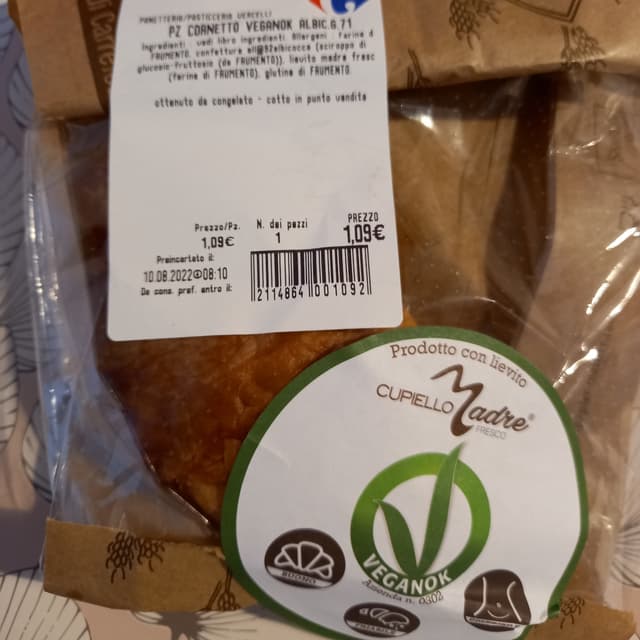 PANETTERIA/PASTICCERIA VERCELLI
PZ CORNETTO VEGANOK ALBIC.G.71
Ingredienti : vedi libro ingredienti Allergeni : farina d
FRUMENTO, confettura all@92albicocca (sciroppo di
glucosio-fruttosio (da FRUMENTO)), lievito madre fresc
(farina di FRUMENTO), glutine di FRUMENTO.
ottenuto da congelato - cotto in punto vendita
Prezzo/Pz. N. dei pezzi PREZZO
1,09€ 1 1,09€
Preincartato il:
10.08.2022@08:10
Da cons. pref. entro il:
2114864 001092
Prodotto con lievito
CUPIELLO Madre®
FRESCO
VEGANOK
Azienda n. 0302
BUONO